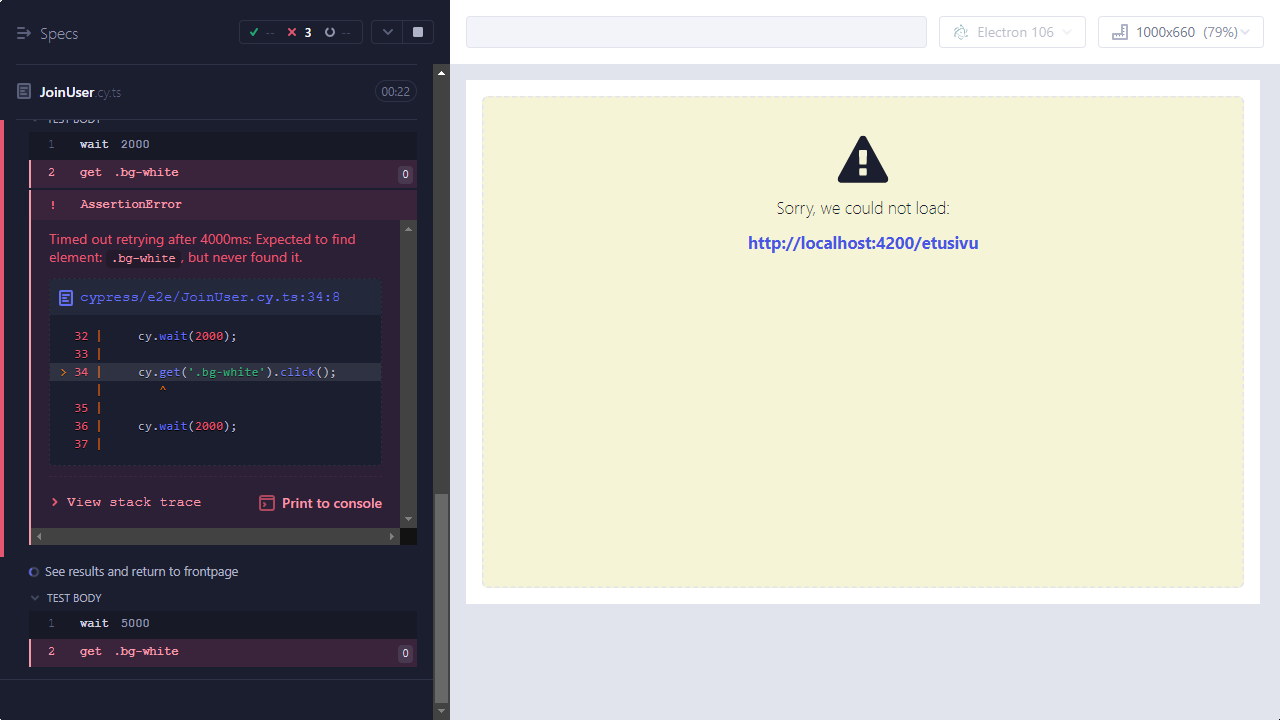 Specs
-- 3 --
JoinUser.cy.ts 00:22
TEST BODY
1 wait 2000
2 get .bg-white 0
! AssertionError
Timed out retrying after 4000ms: Expected to find
element: .bg-white, but never found it.
cypress/e2e/JoinUser.cy.ts:34:8
32 | cy.wait(2000);
33 |
> 34 | cy.get('.bg-white').click();
| ^
35 |
36 | cy.wait(2000);
37 |
> View stack trace Print to console
See results and return to frontpage
TEST BODY
1 wait 5000
2 get .bg-white 0
Electron 106
1000x660 (79%)
Sorry, we could not load:
http://localhost:4200/etusivu